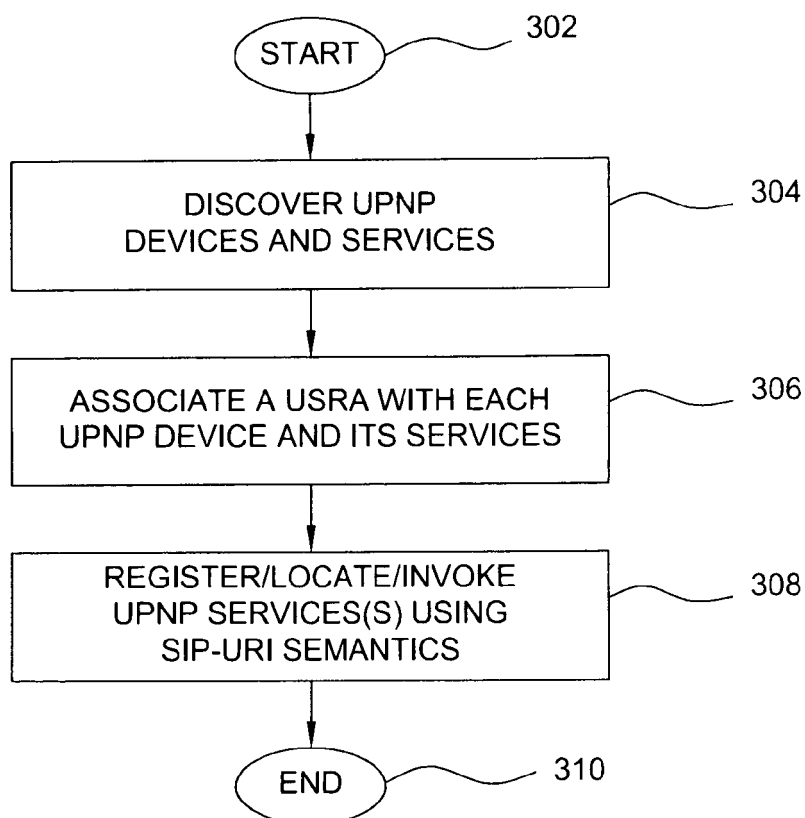 START
302
DISCOVER UPNP
DEVICES AND SERVICES
304
ASSOCIATE A USRA WITH EACH
UPNP DEVICE AND ITS SERVICES
306
REGISTER/LOCATE/INVOKE
UPNP SERVICES(S) USING
SIP-URI SEMANTICS
308
END
310